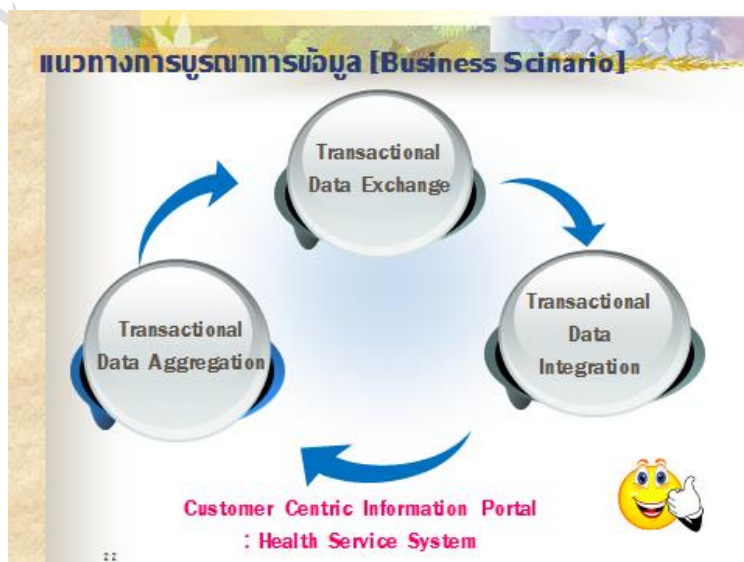 แนวทางการบูรณาการข้อมูล [Business Scinario]
Transactional
Data Exchange
Transactional
Data
Integration
Transactional
Data Aggregation
Customer Centric Information Portal
: Health Service System